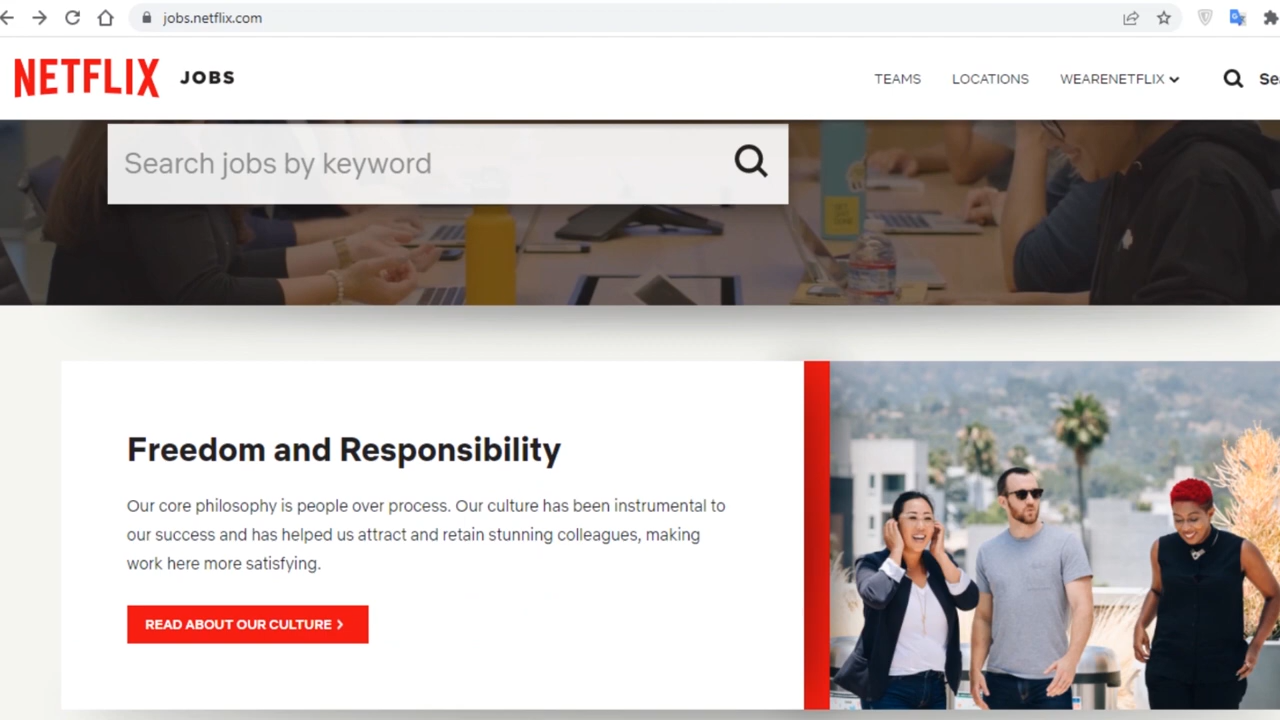 jobs.netflix.com
NETFLIX JOBS
TEAMS LOCATIONS WEARENETFLIX
Search jobs by keyword
Freedom and Responsibility
Our core philosophy is people over process. Our culture has been instrumental to
our success and has helped us attract and retain stunning colleagues, making
work here more satisfying.
READ ABOUT OUR CULTURE >